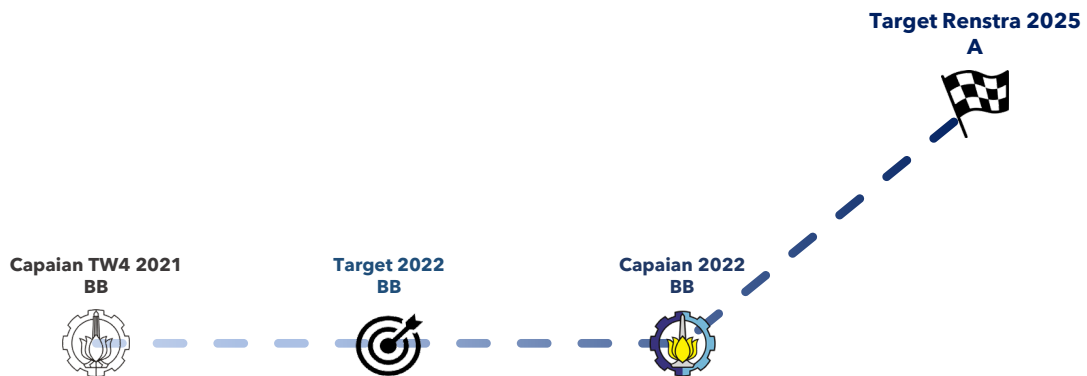 Target Renstra 2025
A
Capaian TW4 2021
BB
Target 2022
BB
Capaian 2022
BB